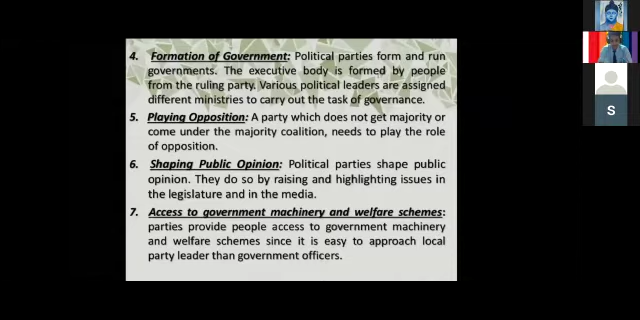 4. Formation of Government: Political parties form and run
governments. The executive body is formed by people
from the ruling party. Various political leaders are assigned
different ministries to carry out the task of governance.
5. Playing Opposition: A party which does not get majority or
come under the majority coalition, needs to play the role
of opposition.
6. Shaping Public Opinion: Political parties shape public
opinion. They do so by raising and highlighting issues in
the legislature and in the media.
7. Access to government machinery and welfare schemes:
parties provide people access to government machinery
and welfare schemes since it is easy to approach local
party leader than government officers.
S